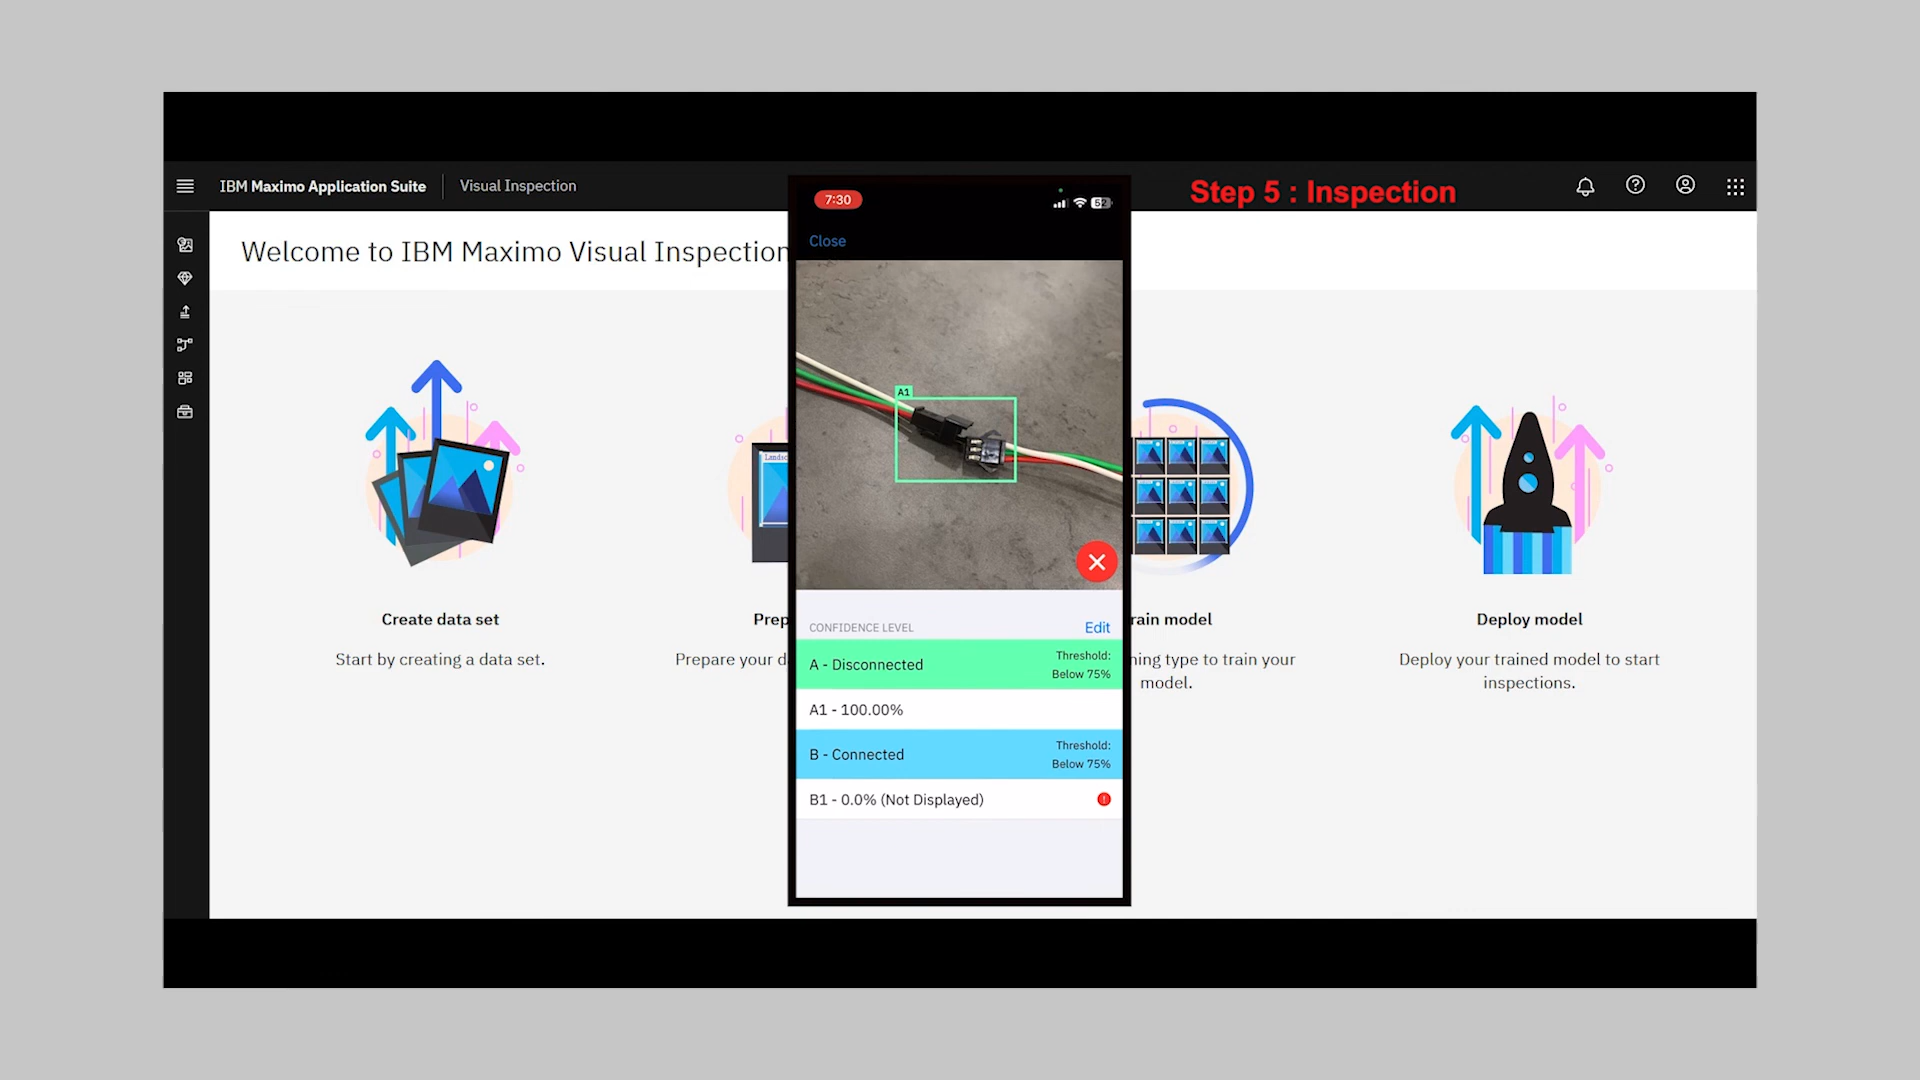 IBM Maximo Application Suite
Visual Inspection
Step 5 : Inspection
7:30
52
Close
Welcome to IBM Maximo Visual Inspection
A1
Create data set
Start by creating a data set.
Prep
Prepare your d
rain model
ning type to train your
model.
Deploy model
Deploy your trained model to start
inspections.
CONFIDENCE LEVEL
Edit
A - Disconnected
Threshold:
Below 75%
A1 - 100.00%
B - Connected
Threshold:
Below 75%
B1 - 0.0% (Not Displayed)